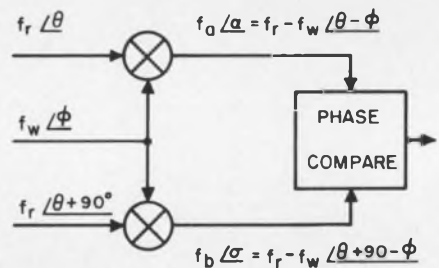 f_r ∠θ
f_a ∠α = f_r - f_w ∠θ-ϕ
PHASE
COMPARE
f_w ∠ϕ
f_r ∠θ+90°
f_b ∠σ = f_r - f_w ∠θ+90-ϕ